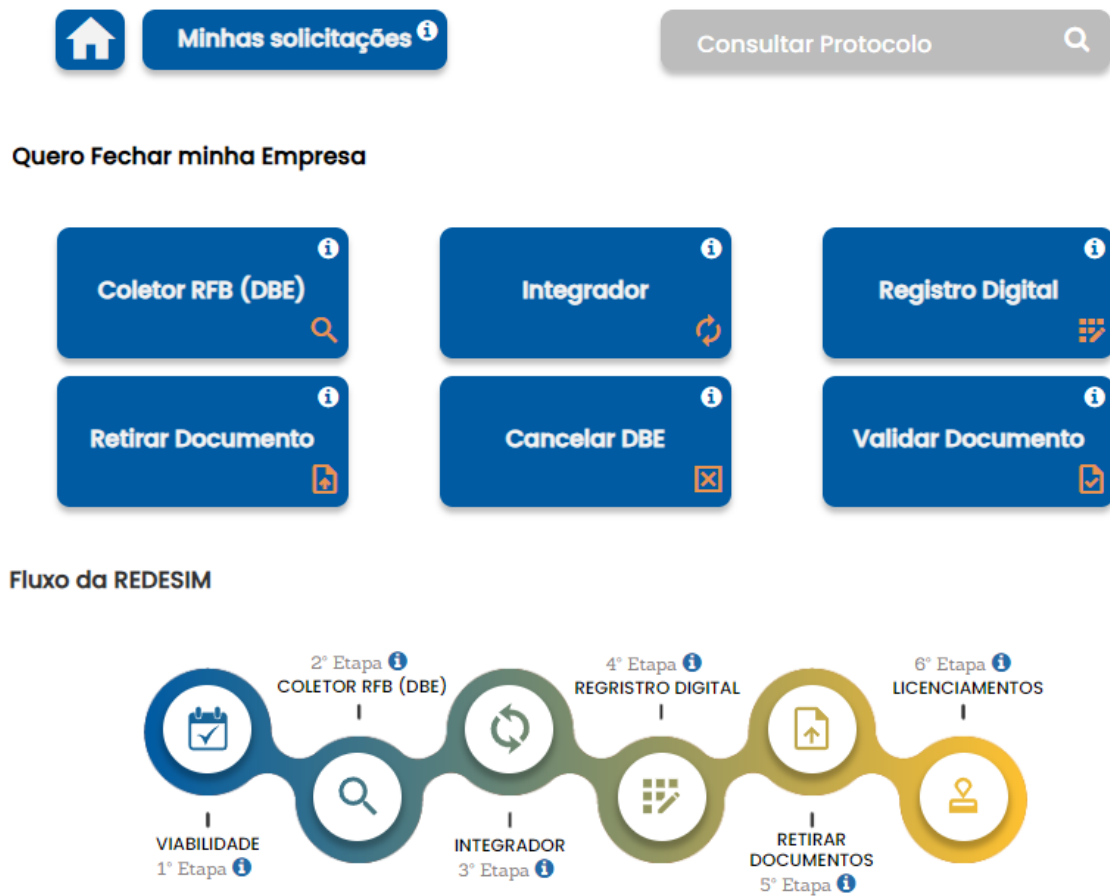 Minhas solicitações
Consultar Protocolo
Quero Fechar minha Empresa
Coletor RFB (DBE)
Integrador
Registro Digital
Retirar Documento
Cancelar DBE
Validar Documento
Fluxo da REDESIM
2° Etapa
COLETOR RFB (DBE)
4° Etapa
REGRISTRO DIGITAL
6° Etapa
LICENCIAMENTOS
VIABILIDADE
1° Etapa
INTEGRADOR
3° Etapa
RETIRAR
DOCUMENTOS
5° Etapa